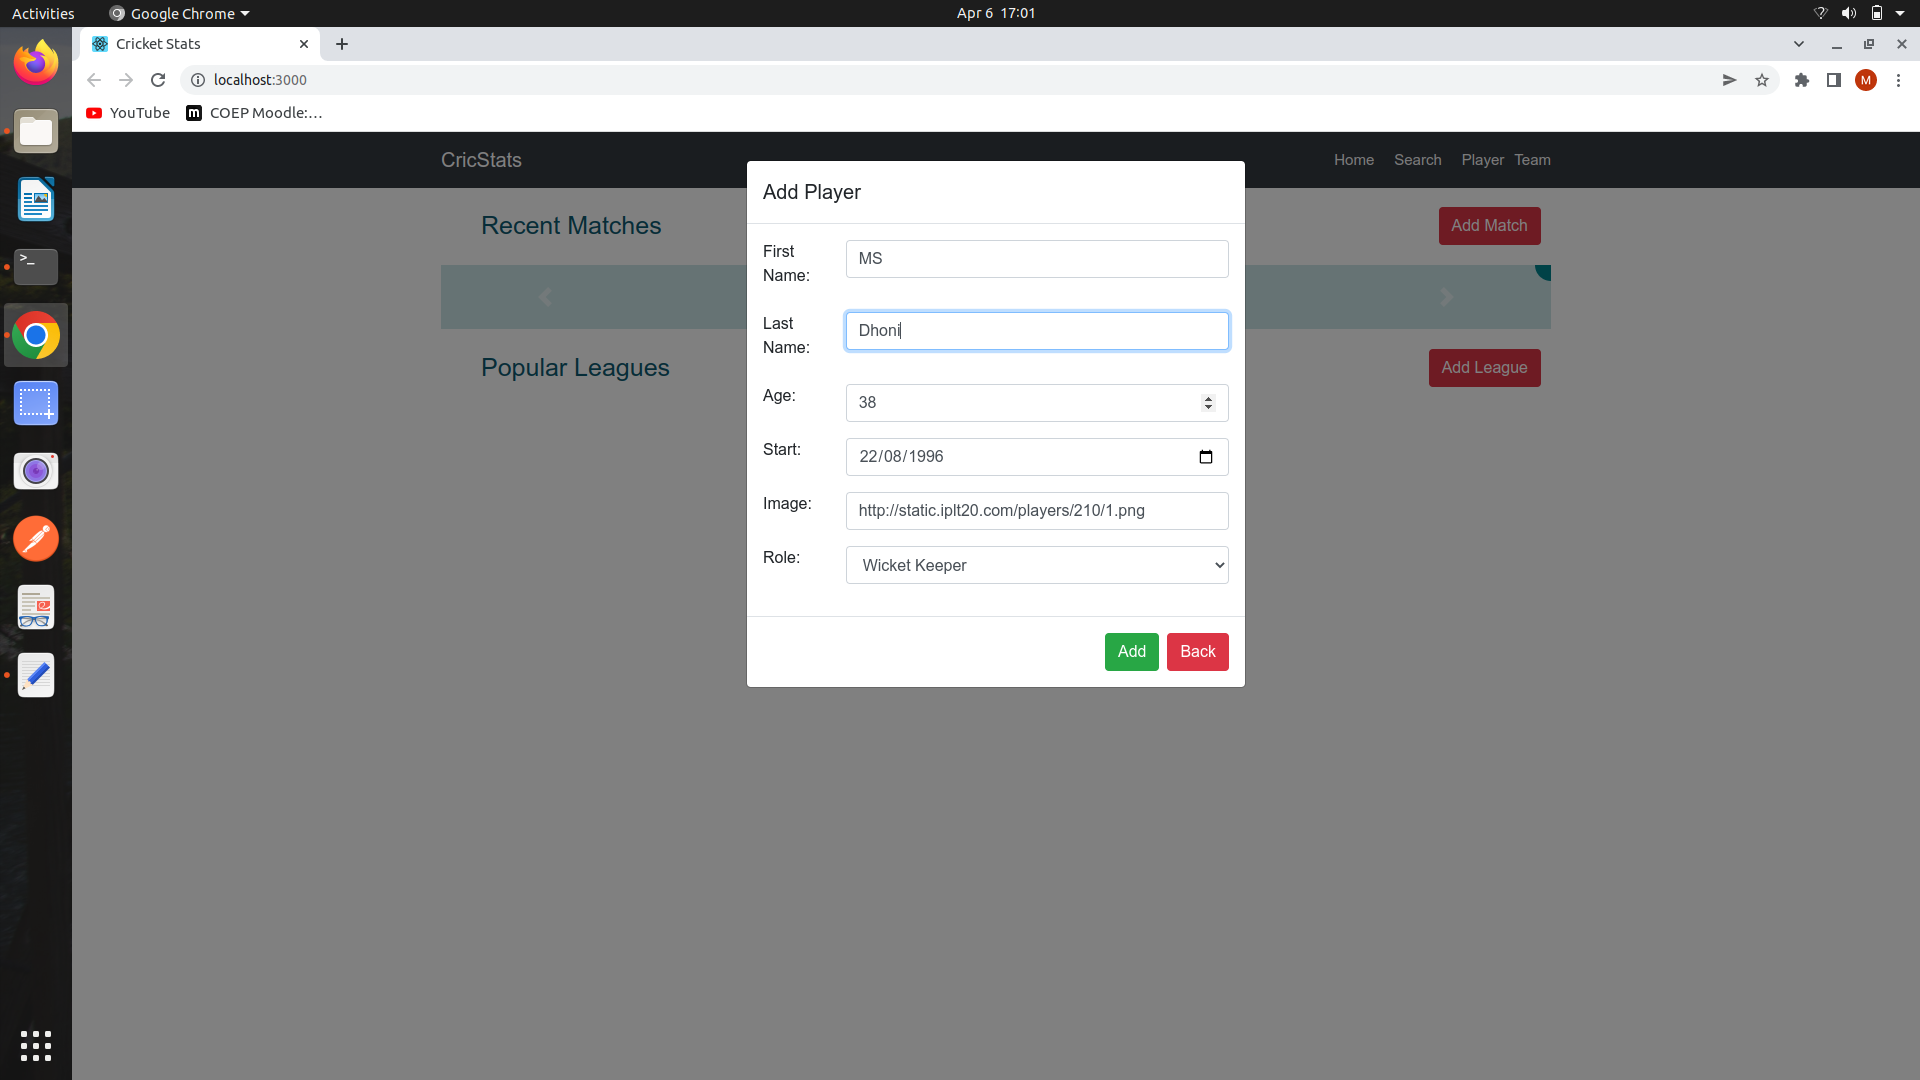 Activities
Google Chrome
Apr 6 17:01
Cricket Stats
localhost:3000
M
YouTube
m
COEP Moodle:...
CricStats
Home
Search
Player
Team
Add Player
Recent Matches
Add Match
First
Name:
MS
Last
Name:
Dhoni
Popular Leagues
Add League
Age:
38
Start:
22/08/1996
Image:
http://static.iplt20.com/players/210/1.png
Role:
Wicket Keeper
Add
Back